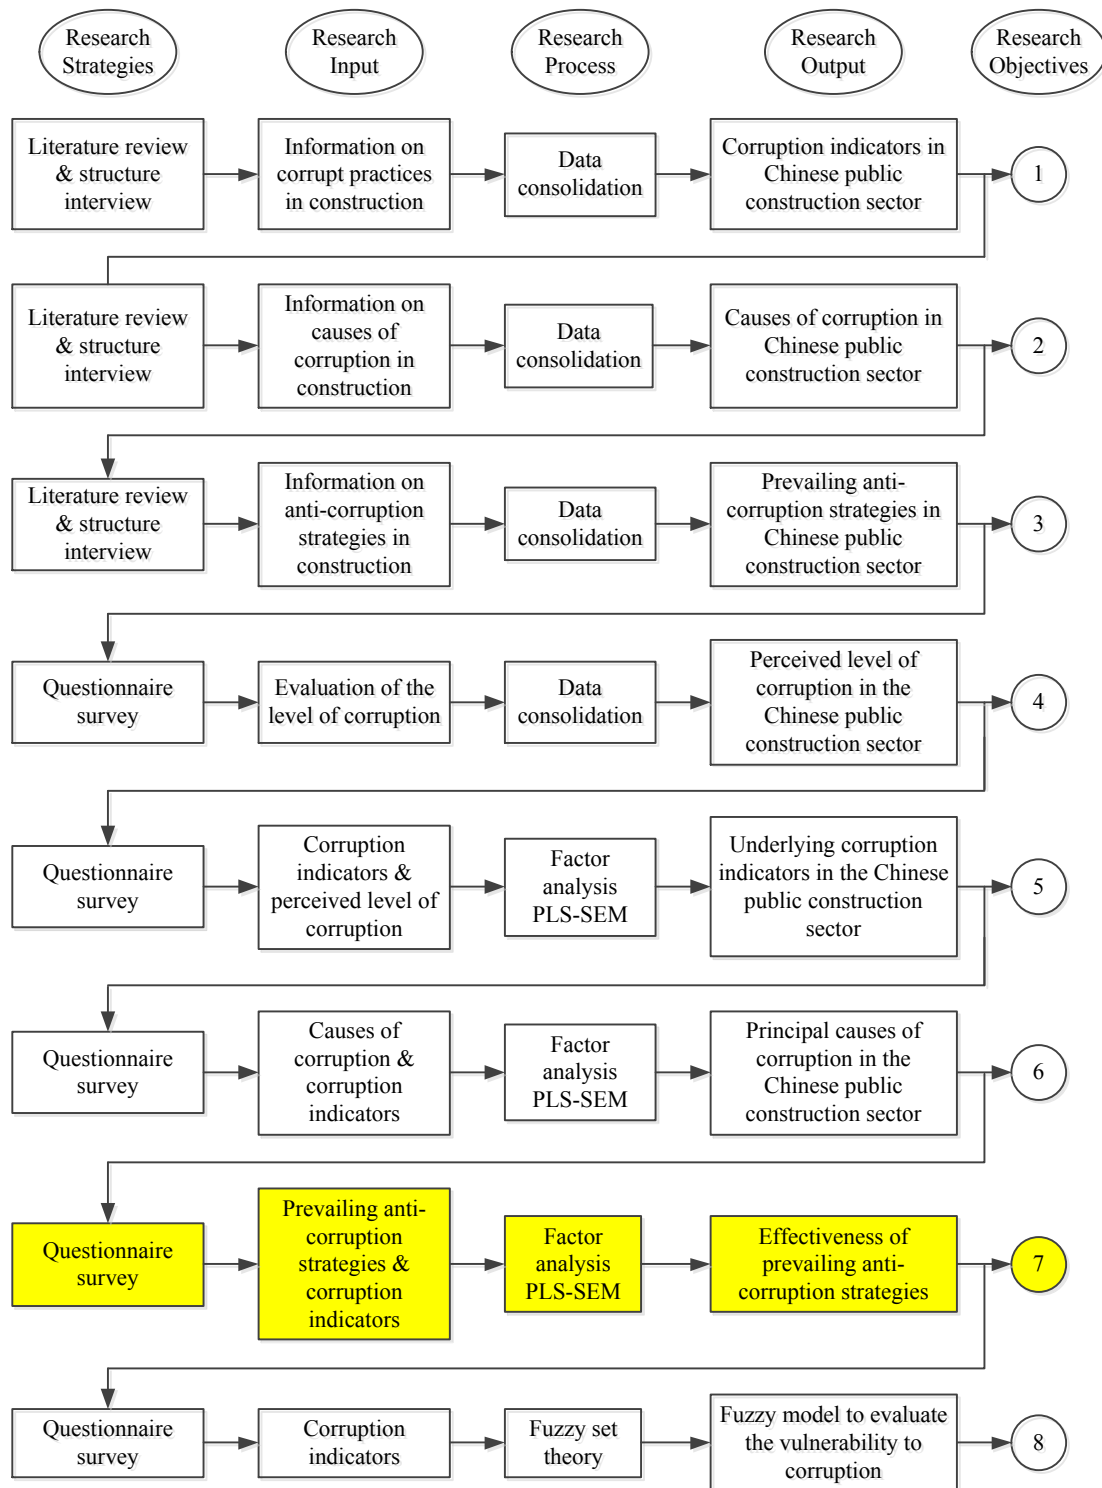 Research
Strategies
Research
Input
Research
Process
Research
Output
Research
Objectives
Literature review
& structure
interview
Information on
corrupt practices
in construction
Data
consolidation
Corruption indicators in
Chinese public
construction sector
1
Literature review
& structure
interview
Information on
causes of
corruption in
construction
Data
consolidation
Causes of corruption in
Chinese public
construction sector
2
Literature review
& structure
interview
Information on
anti-corruption
strategies in
construction
Data
consolidation
Prevailing anti-
corruption strategies in
Chinese public
construction sector
3
Questionnaire
survey
Evaluation of the
level of corruption
Data
consolidation
Perceived level of
corruption in the
Chinese public
construction sector
4
Questionnaire
survey
Corruption
indicators &
perceived level of
corruption
Factor
analysis
PLS-SEM
Underlying corruption
indicators in the Chinese
public construction
sector
5
Questionnaire
survey
Causes of
corruption &
corruption
indicators
Factor
analysis
PLS-SEM
Principal causes of
corruption in the
Chinese public
construction sector
6
Questionnaire
survey
Prevailing anti-
corruption
strategies &
corruption
indicators
Factor
analysis
PLS-SEM
Effectiveness of
prevailing anti-
corruption strategies
7
Questionnaire
survey
Corruption
indicators
Fuzzy set
theory
Fuzzy model to evaluate
the vulnerability to
corruption
8